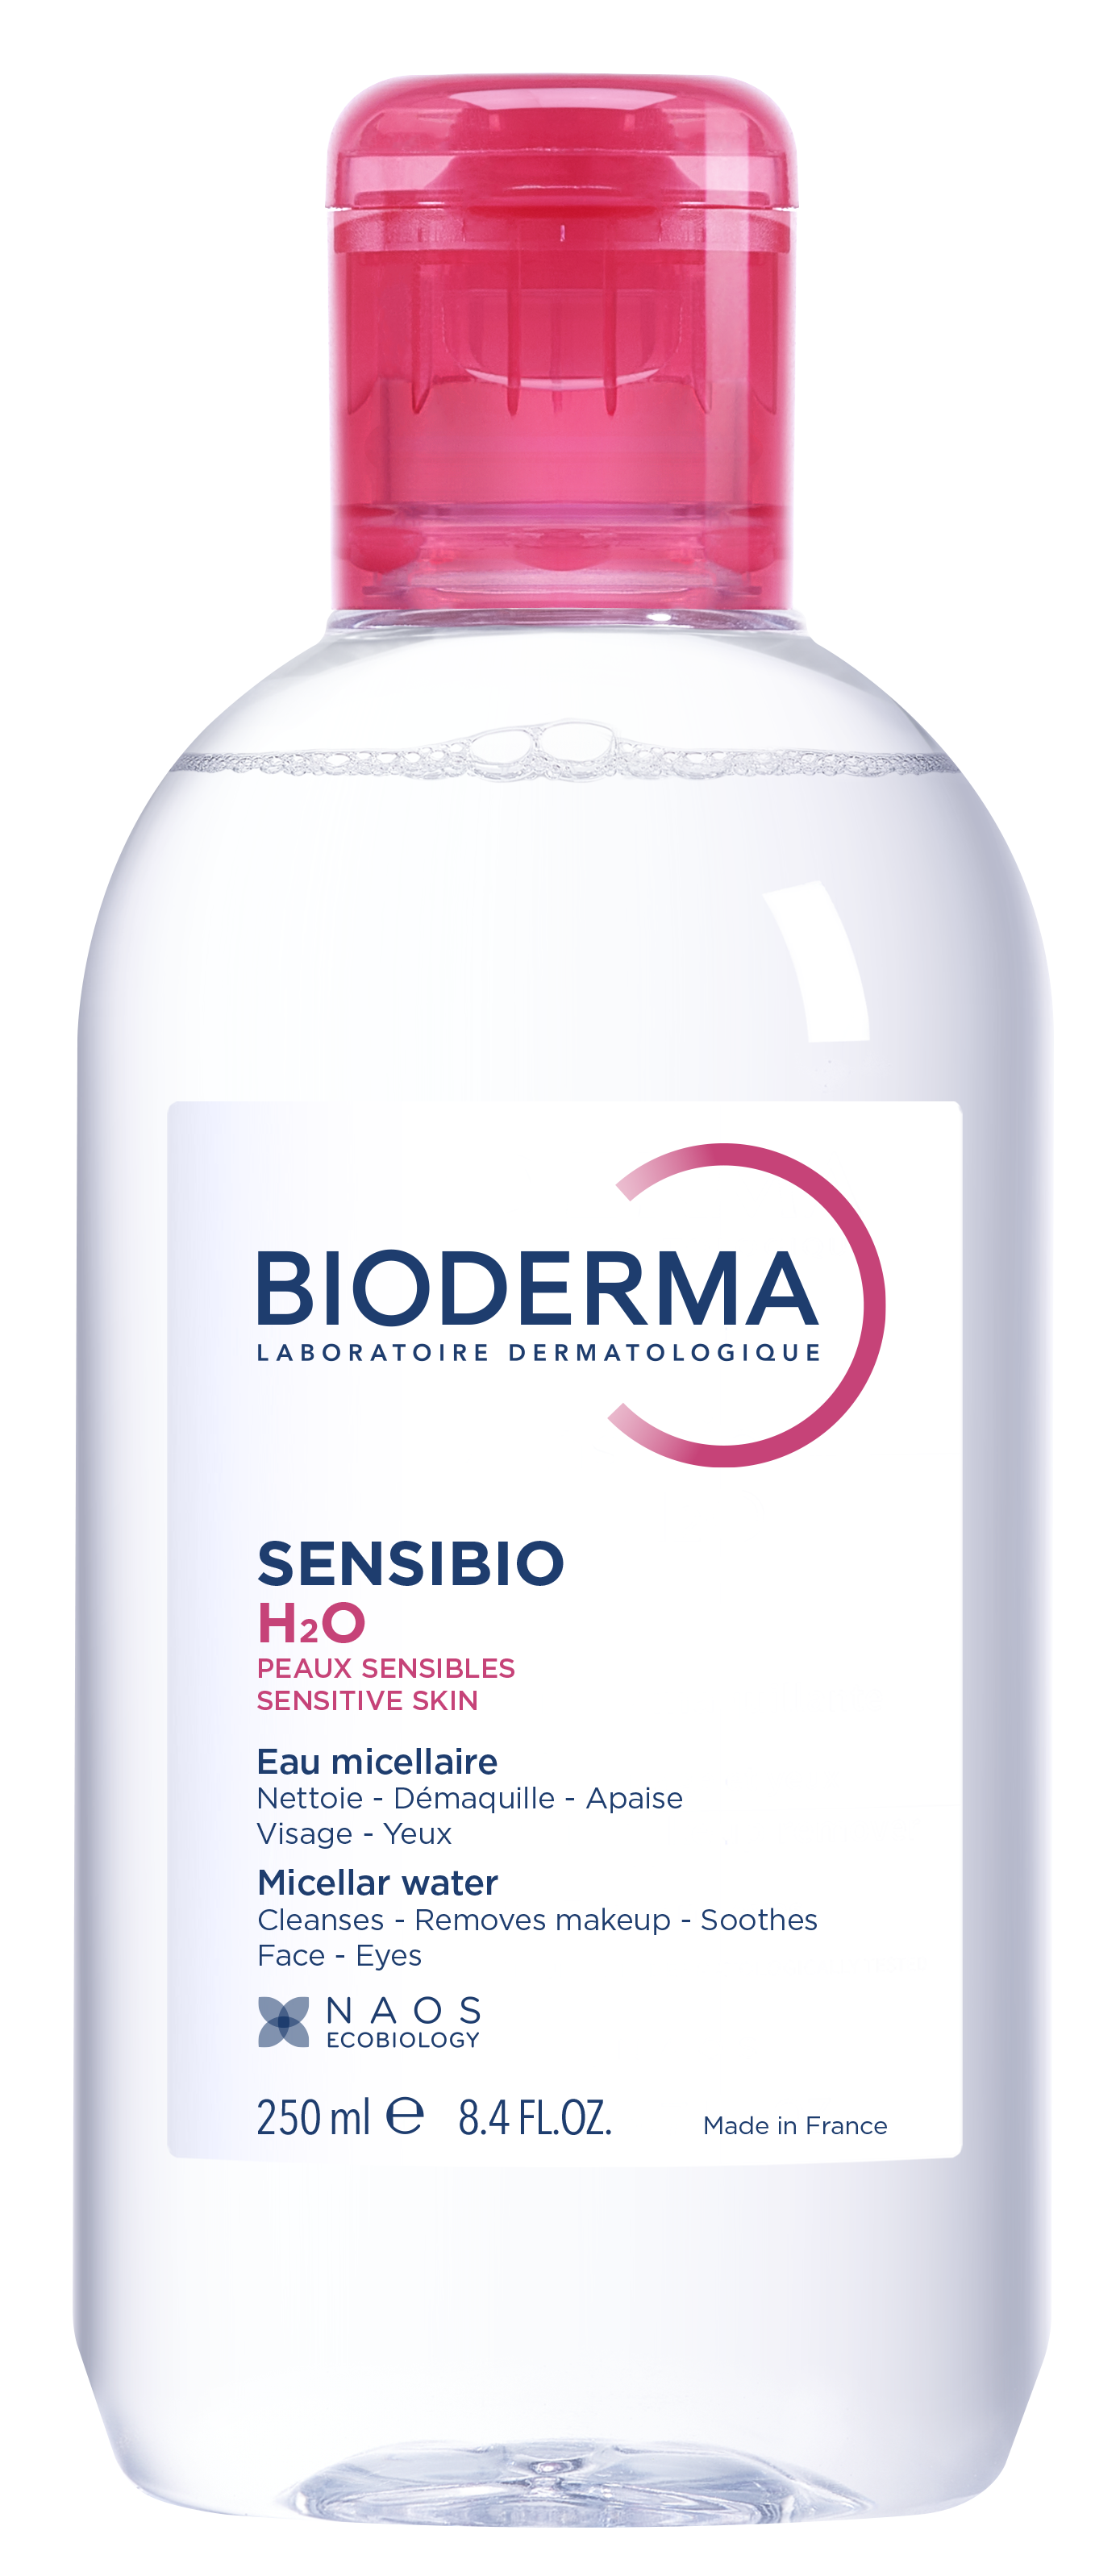 BIODERMA
LABORATOIRE DERMATOLOGIQUE
SENSIBIO
H₂O
PEAUX SENSIBLES
SENSITIVE SKIN
Eau micellaire
Nettoie - Démaquille - Apaise
Visage - Yeux
Micellar water
Cleanses - Removes makeup - Soothes
Face - Eyes
NAOS
ECOBIOLOGY
250 ml ℮ 8.4 FL.OZ. Made in France